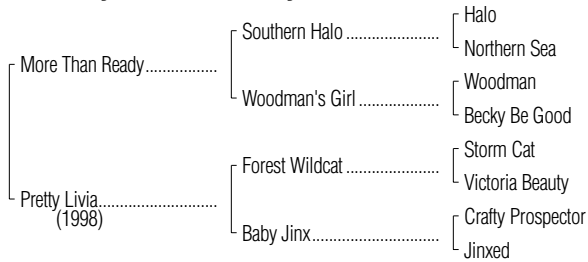 Halo
Southern Halo .....................
Northern Sea
More Than Ready.................
Woodman
Woodman's Girl ..................
Becky Be Good
Storm Cat
Forest Wildcat .....................
Victoria Beauty
Pretty Livia...........................
(1998)
Crafty Prospector
Baby Jinx.............................
Jinxed